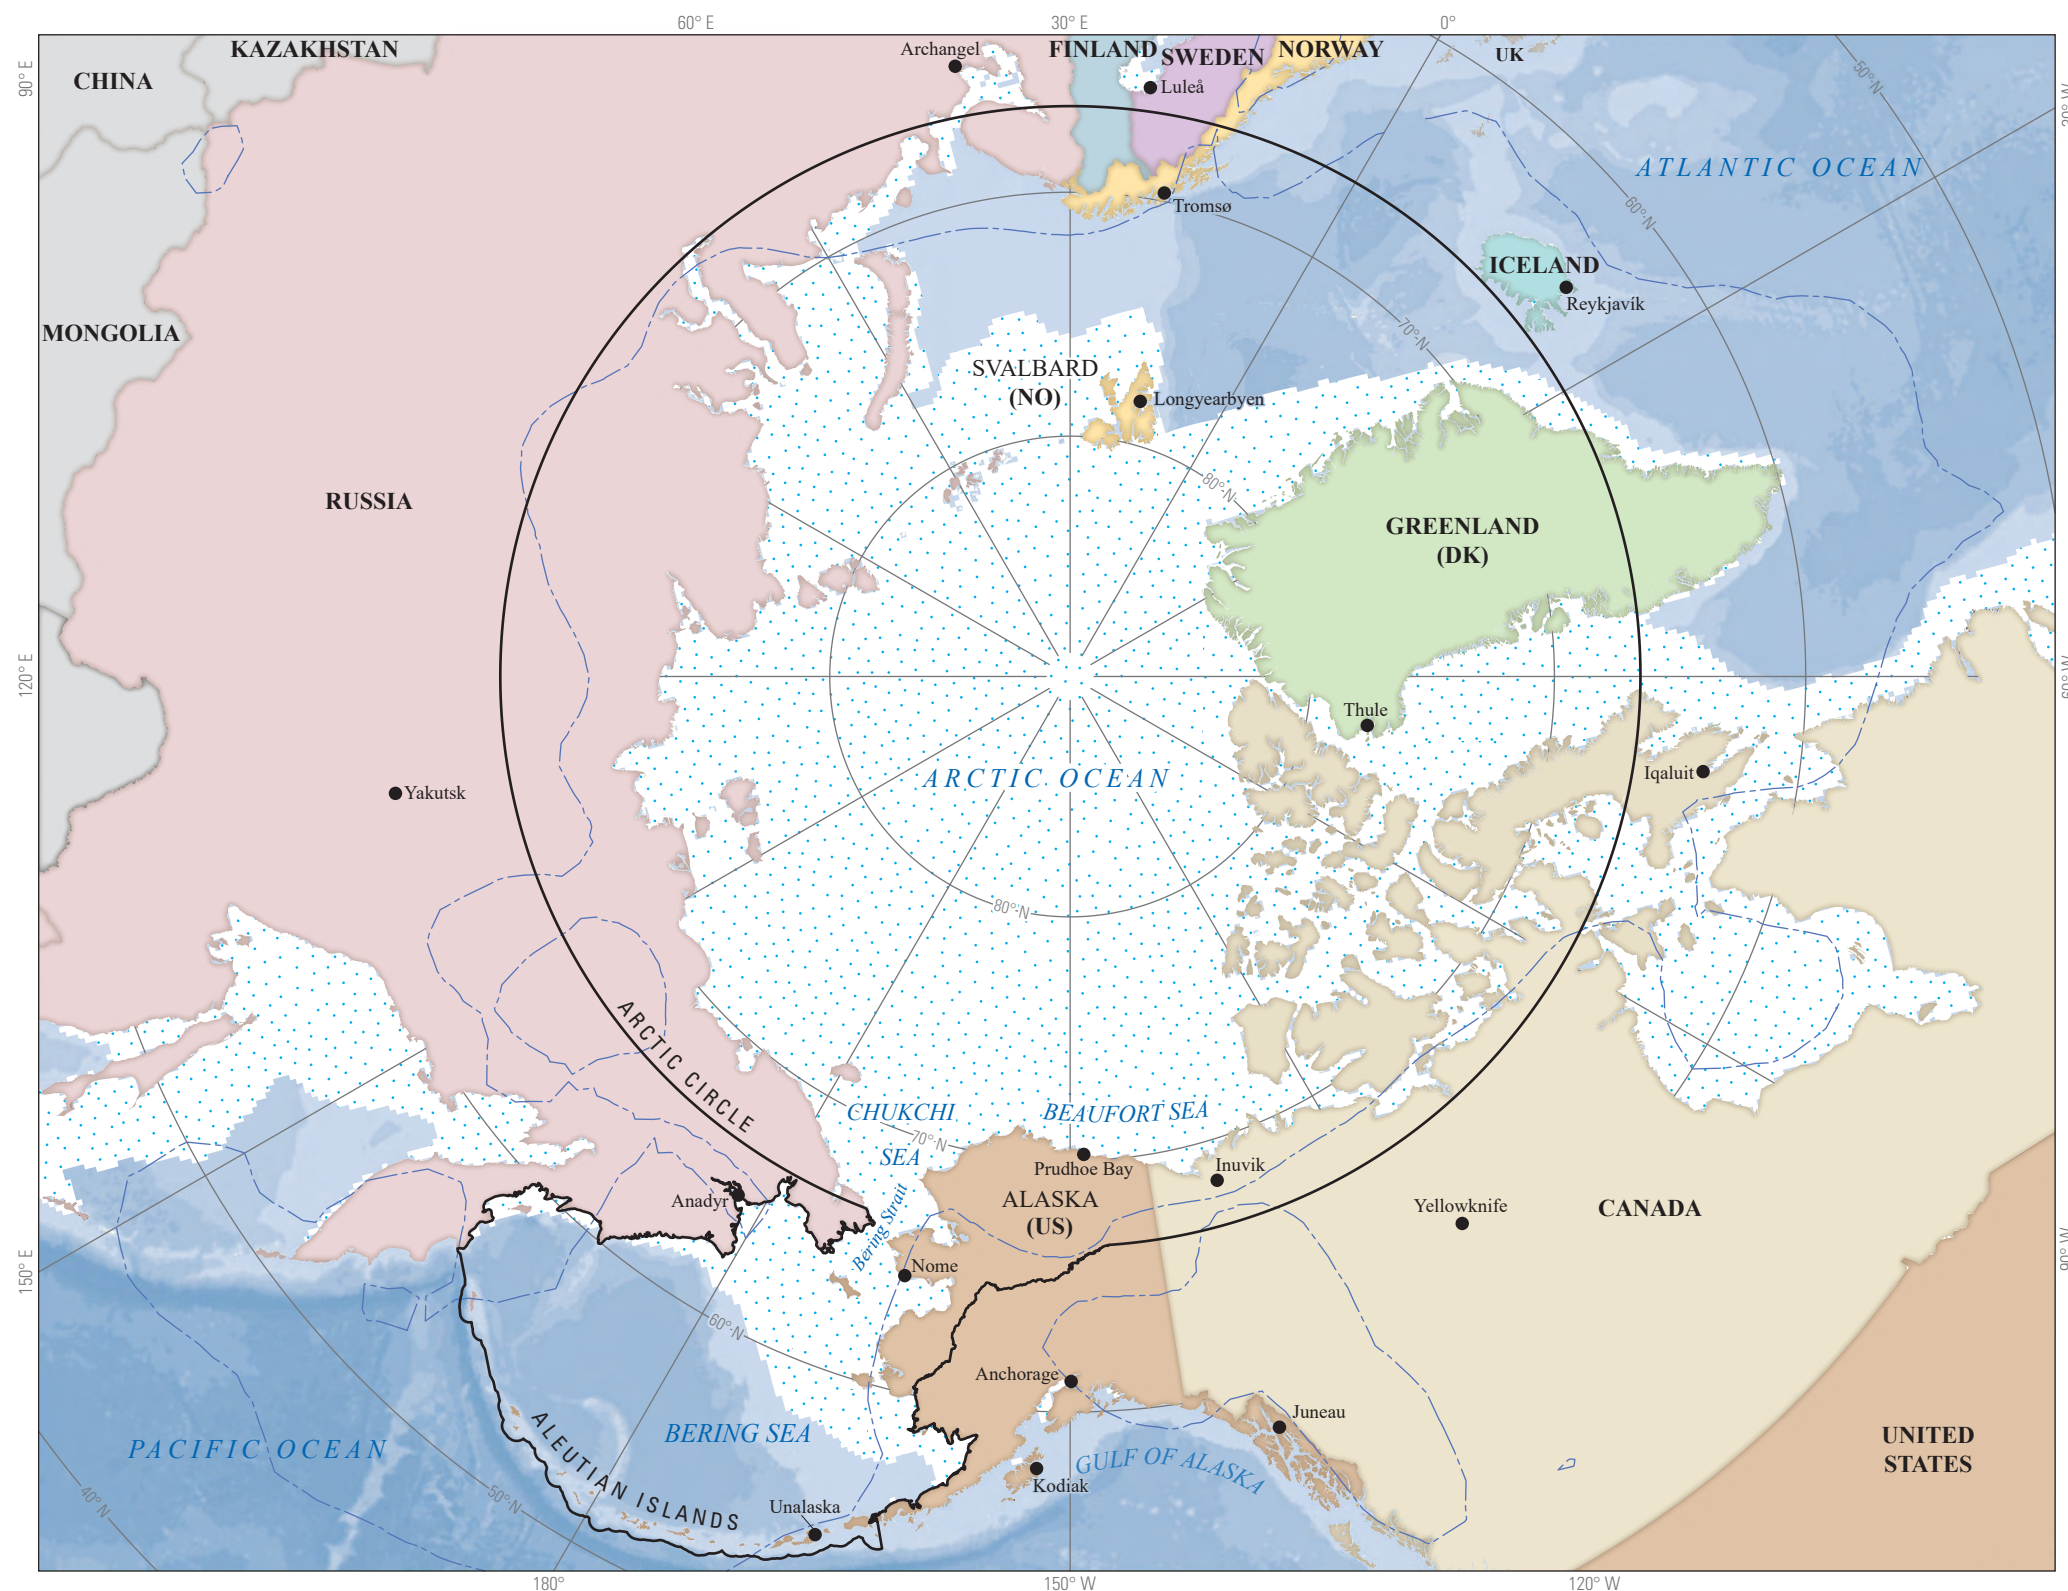 60° E
30° E
0°
90° E
CHINA
KAZAKHSTAN
Archangel
FINLAND
SWEDEN
NORWAY
UK
Luleå
50° N
ATLANTIC OCEAN
Tromsø
60° N
ICELAND
Reykjavík
MONGOLIA
70° N
SVALBARD
(NO)
Longyearbyen
80° N
RUSSIA
GREENLAND
(DK)
120° E
Thule
Iqaluit
Yakutsk
ARCTIC OCEAN
80° N
ARCTIC CIRCLE
CHUKCHI
SEA
BEAUFORT SEA
70° N
Prudhoe Bay
Inuvik
Anadyr
ALASKA
(US)
Yellowknife
CANADA
Bering Strait
Nome
150° E
60° N
Anchorage
Juneau
PACIFIC OCEAN
BERING SEA
GULF OF ALASKA
UNITED
STATES
Kodiak
ALEUTIAN ISLANDS
Unalaska
40° N
50° N
180°
150° W
120° W